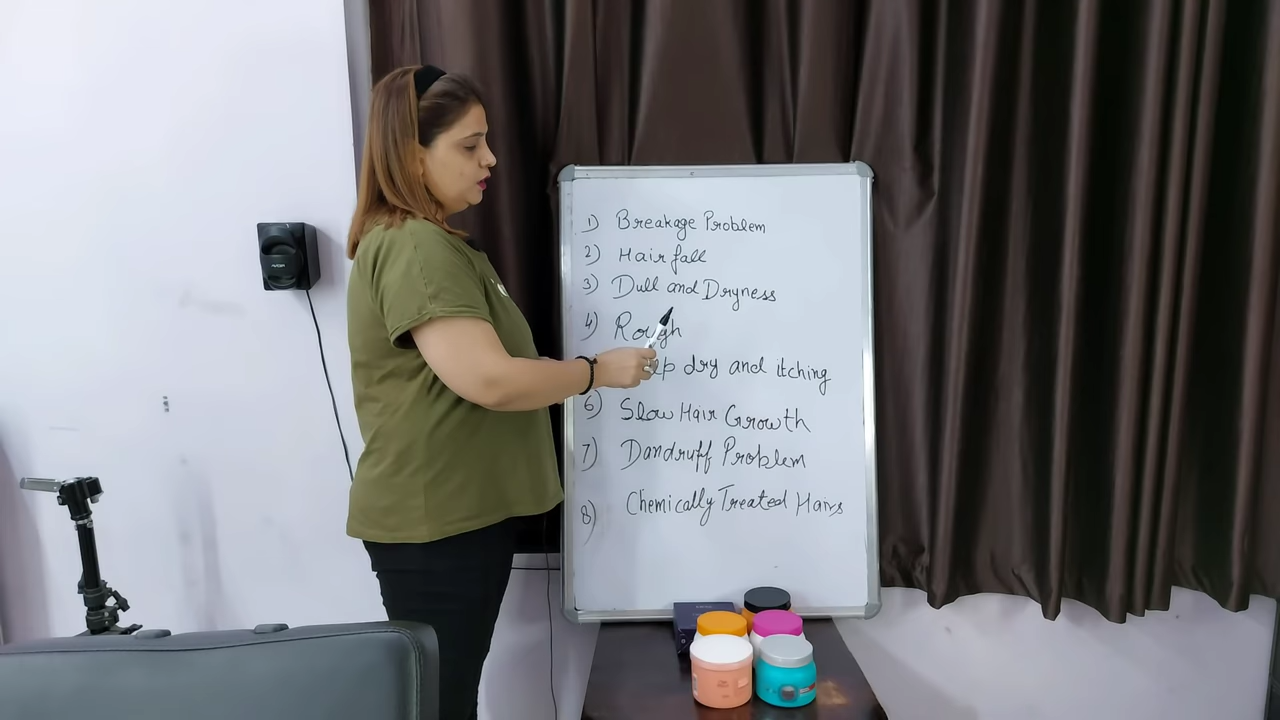 1) Breakage Problem
2) Hair fall
3) Dull and Dryness
4) Rough
lp dry and itching
6) Slow Hair Growth
7) Dandruff Problem
8) Chemically Treated Hairs